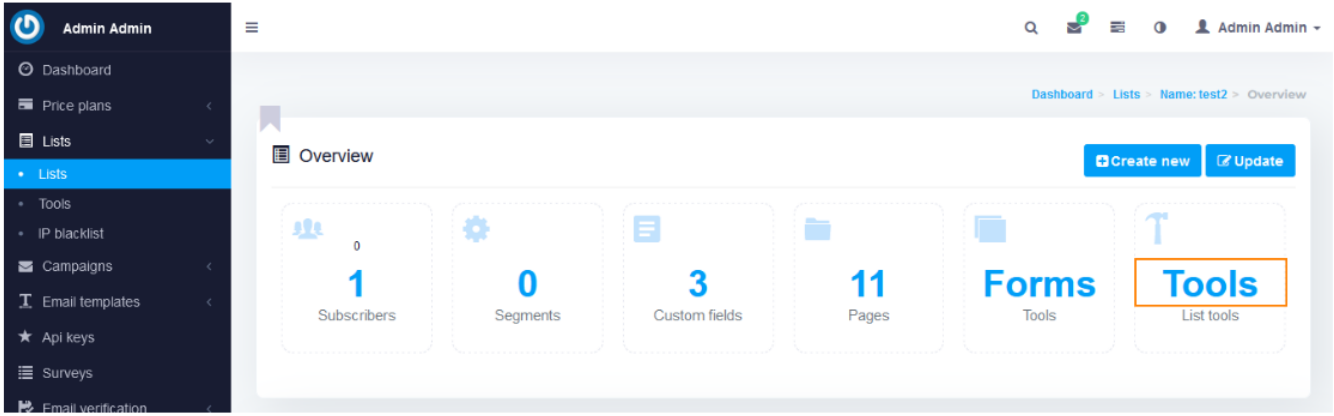 Admin Admin
2
Admin Admin
Dashboard
Price plans
Lists
Lists
Tools
IP blacklist
Campaigns
Email templates
Api keys
Surveys
Email verification
Dashboard > Lists > Name: test2 > Overview
Overview
Create new
Update
0
1
Subscribers
0
Segments
3
Custom fields
11
Pages
Forms
Tools
Tools
List tools